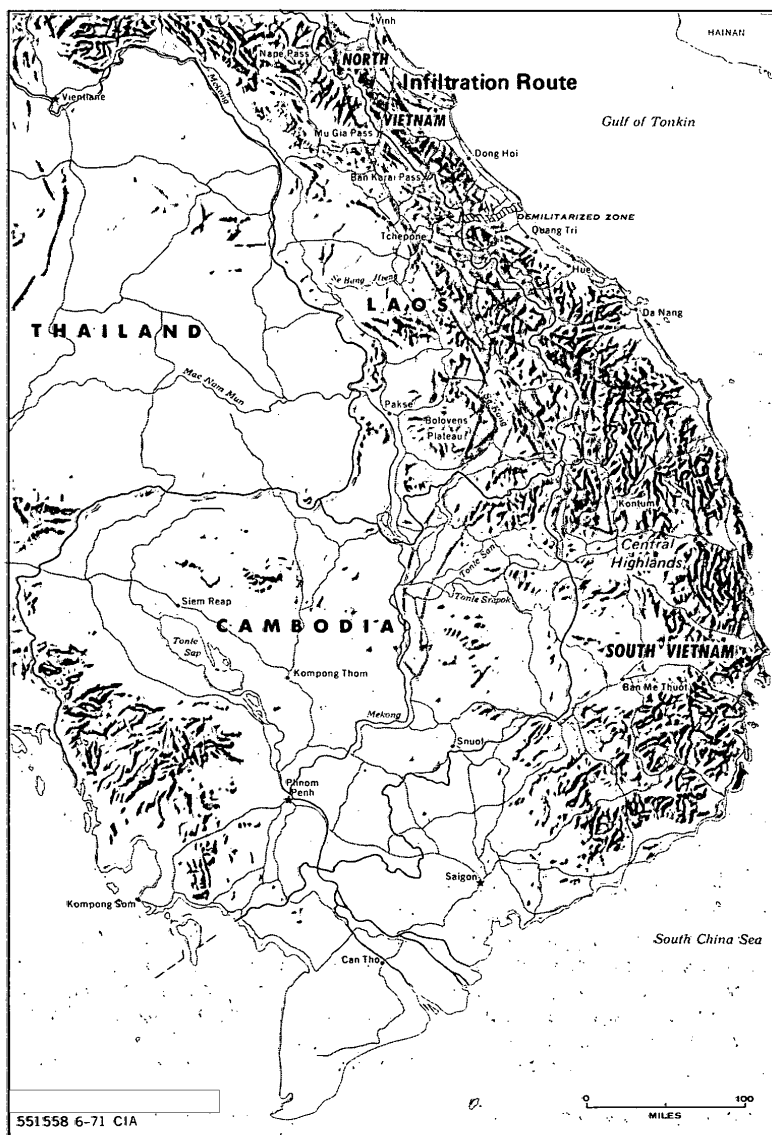 Vinh
HAINAN
Nape Pass
NORTH
Infiltration Route
Mekong
Vientiane
VIETNAM
Gulf of Tonkin
Mu Gia Pass
Dong Hoi
Ban Karai Pass
DEMILITARIZED ZONE
Tchepone
Quang Tri
Hue
Se Bang Hieng
LAOS
Da Nang
THAILAND
Mae Nam Mun
Pakse
Se Kong
Bolovens
Plateau
Kontum
Central
Highlands
Tonle San
Tonle Srepok
Siem Reap
CAMBODIA
Tonle
Sap
SOUTH VIETNAM
Kompong Thom
Ban Me Thuot
Mekong
Snuol
Phnom
Penh
Saigon
Kompong Som
South China Sea
Can Tho
0 100
MILES
551558 6-71 CIA